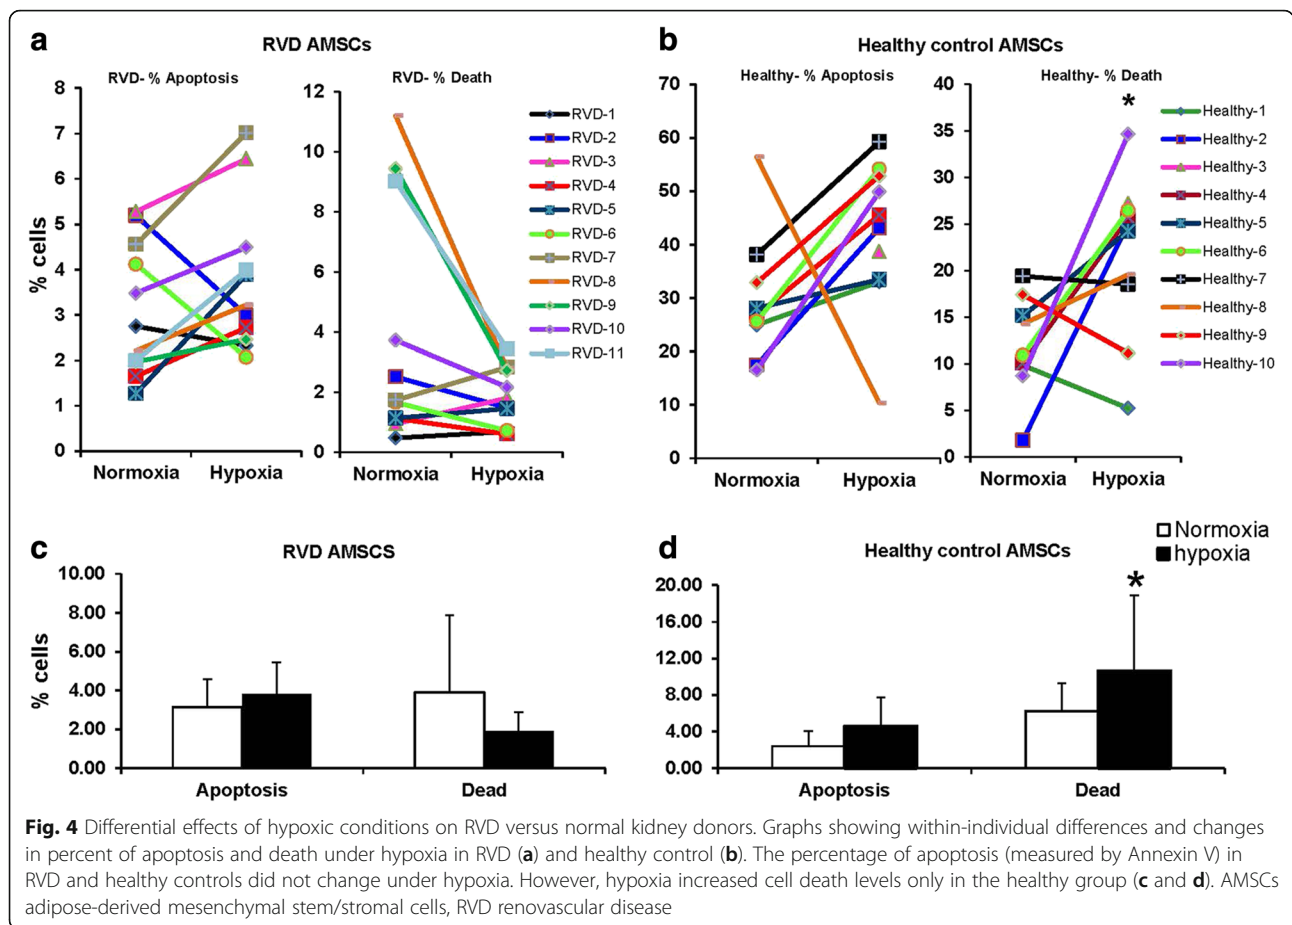 a
RVD AMSCs
RVD- % Apoptosis
RVD- % Death
% cells
8
7
6
5
4
3
2
1
0
Normoxia Hypoxia
12
10
8
6
4
2
0
Normoxia Hypoxia
RVD-1
RVD-2
RVD-3
RVD-4
RVD-5
RVD-6
RVD-7
RVD-8
RVD-9
RVD-10
RVD-11
b
Healthy control AMSCs
Healthy- % Apoptosis
Healthy- % Death
70
60
50
40
30
20
10
0
Normoxia Hypoxia
40
35
30
25
20
15
10
5
0
*
Normoxia Hypoxia
Healthy-1
Healthy-2
Healthy-3
Healthy-4
Healthy-5
Healthy-6
Healthy-7
Healthy-8
Healthy-9
Healthy-10
c
RVD AMSCS
% cells
10.00
8.00
6.00
4.00
2.00
0.00
Apoptosis Dead
d
Healthy control AMSCs
Normoxia
hypoxia
20.00
16.00
12.00
8.00
4.00
0.00
*
Apoptosis Dead
Fig. 4 Differential effects of hypoxic conditions on RVD versus normal kidney donors. Graphs showing within-individual differences and changes
in percent of apoptosis and death under hypoxia in RVD (a) and healthy control (b). The percentage of apoptosis (measured by Annexin V) in
RVD and healthy controls did not change under hypoxia. However, hypoxia increased cell death levels only in the healthy group (c and d). AMSCs
adipose-derived mesenchymal stem/stromal cells, RVD renovascular disease